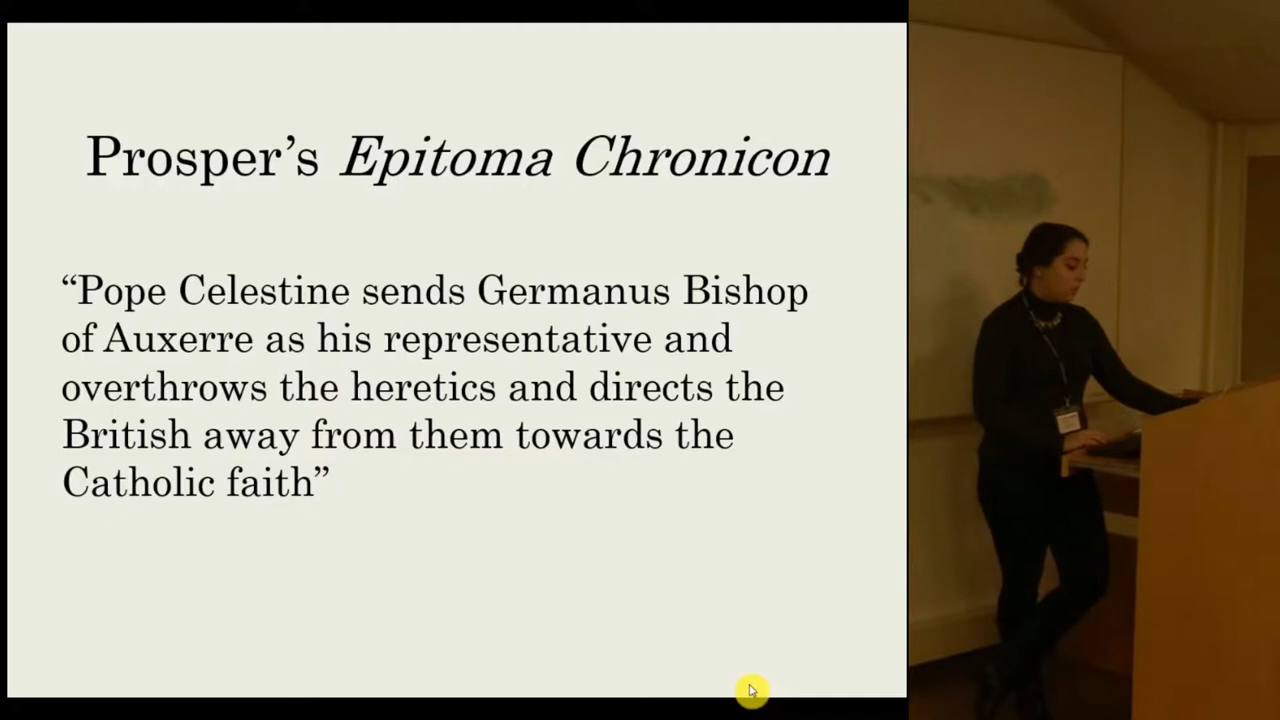 Prosper’s Epitoma Chronicon
“Pope Celestine sends Germanus Bishop
of Auxerre as his representative and
overthrows the heretics and directs the
British away from them towards the
Catholic faith”